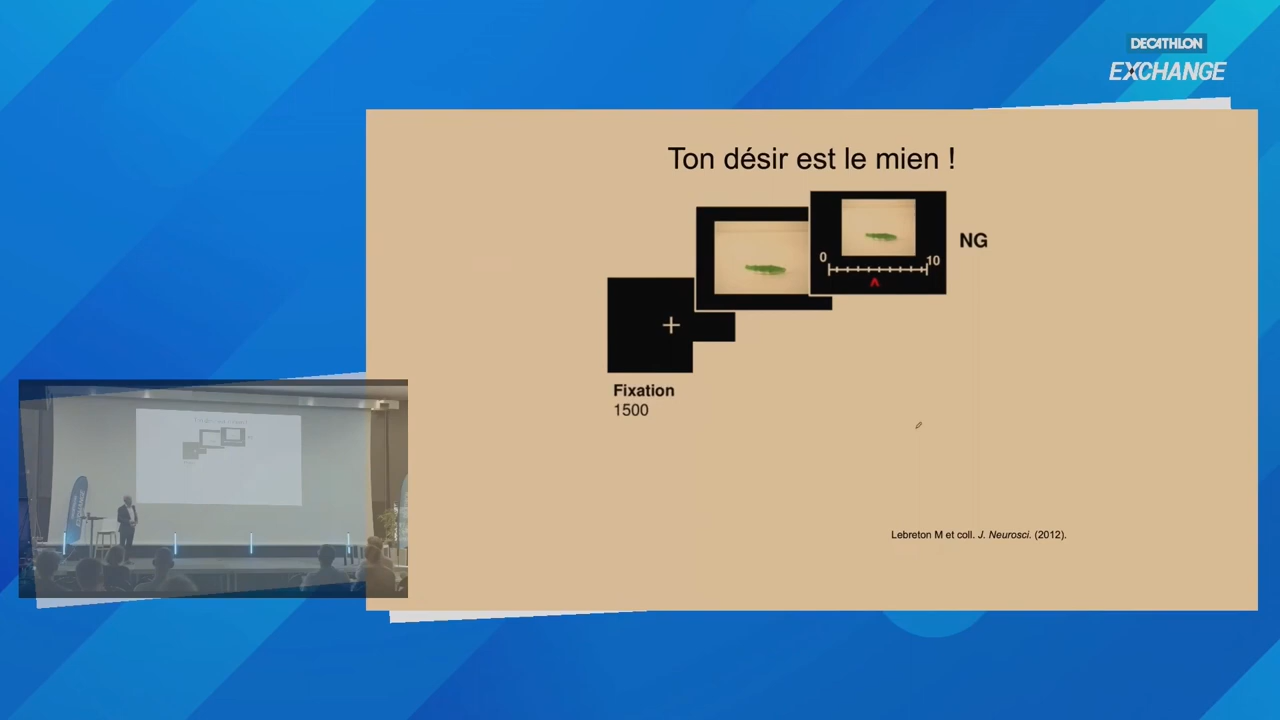 DECATHLON
EXCHANGE
Ton désir est le mien !
NG
0
10
Fixation
1500
Lebreton M et coll. J. Neurosci. (2012).